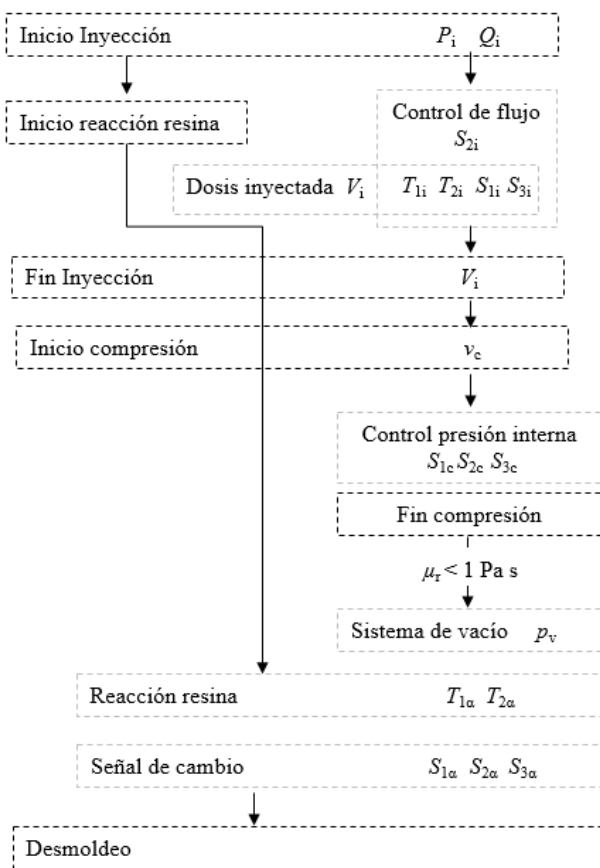 Inicio Inyección P_i Q_i
Inicio reacción resina
Control de flujo
S_2i
Dosis inyectada V_i T_1i T_2i S_1i S_3i
Fin Inyección V_i
Inicio compresión v_c
Control presión interna
S_1c S_2c S_3c
Fin compresión
μ_r < 1 Pa s
Sistema de vacío p_v
Reacción resina T_1α T_2α
Señal de cambio S_1α S_2α S_3α
Desmoldeo